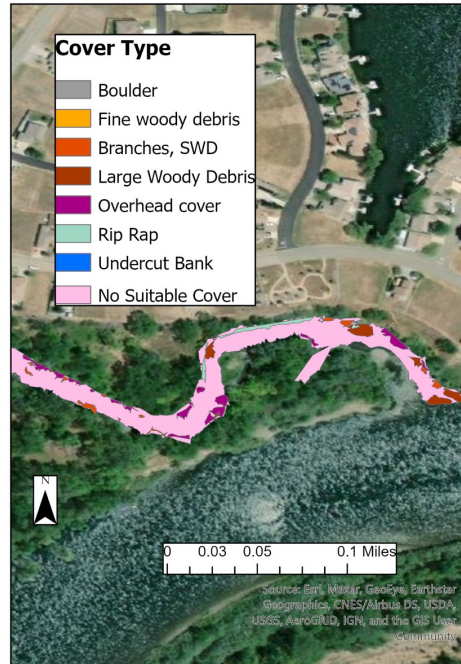 Cover Type
Boulder
Fine woody debris
Branches, SWD
Large Woody Debris
Overhead cover
Rip Rap
Undercut Bank
No Suitable Cover
N
0 0.03 0.05 0.1 Miles
Source: Esri, Maxar, GeoEye, Earthstar
Geographics, CNES/Airbus DS, USDA,
USGS, AeroGRID, IGN, and the GIS User
Community